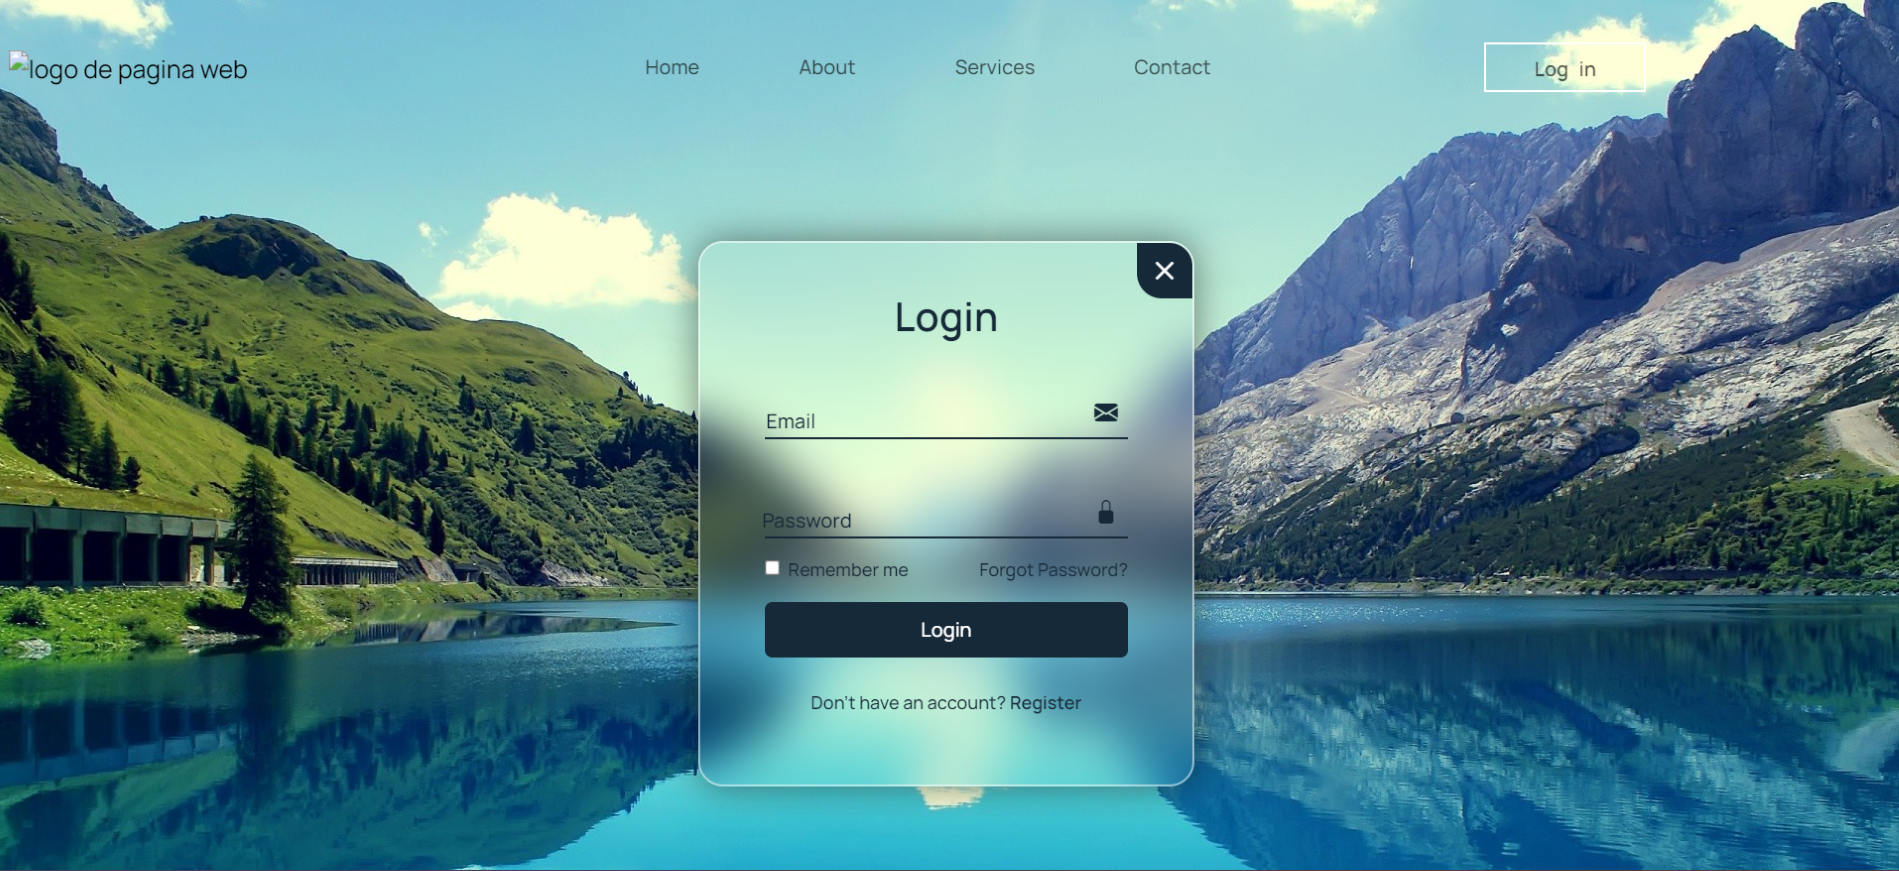 logo de pagina web
Home
About
Services
Contact
Log in
Login
Email
Password
Remember me
Forgot Password?
Login
Don't have an account? Register